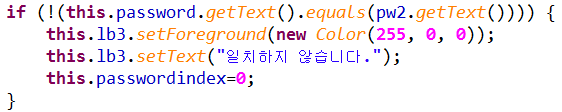 if (!(this.password.getText().equals(pw2.getText()))) {
    this.lb3.setForeground(new Color(255, 0, 0));
    this.lb3.setText("일치하지 않습니다.");
    this.passwordindex=0;
}